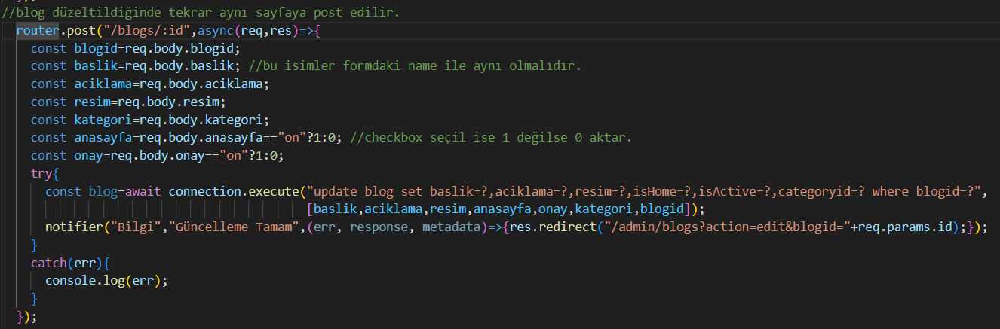 //blog düzeltildiğinde tekrar aynı sayfaya post edilir.
router.post("/blogs/:id",async(req,res)=>{
const blogid=req.body.blogid;
const baslik=req.body.baslik; //bu isimler formdaki name ile aynı olmalıdır.
const aciklama=req.body.aciklama;
const resim=req.body.resim;
const kategori=req.body.kategori;
const anasayfa=req.body.anasayfa=="on"?1:0; //checkbox seçil ise 1 değilse 0 aktar.
const onay=req.body.onay=="on"?1:0;
try{
const blog=await connection.execute("update blog set baslik=?,aciklama=?,resim=?,isHome=?,isActive=?,categoryid=? where blogid=?",
[baslik,aciklama,resim,anasayfa,onay,kategori,blogid]);
notifier("Bilgi","Güncelleme Tamam",(err, response, metadata)=>{res.redirect("/admin/blogs?action=edit&blogid="+req.params.id);});
}
catch(err){
console.log(err);
}
});